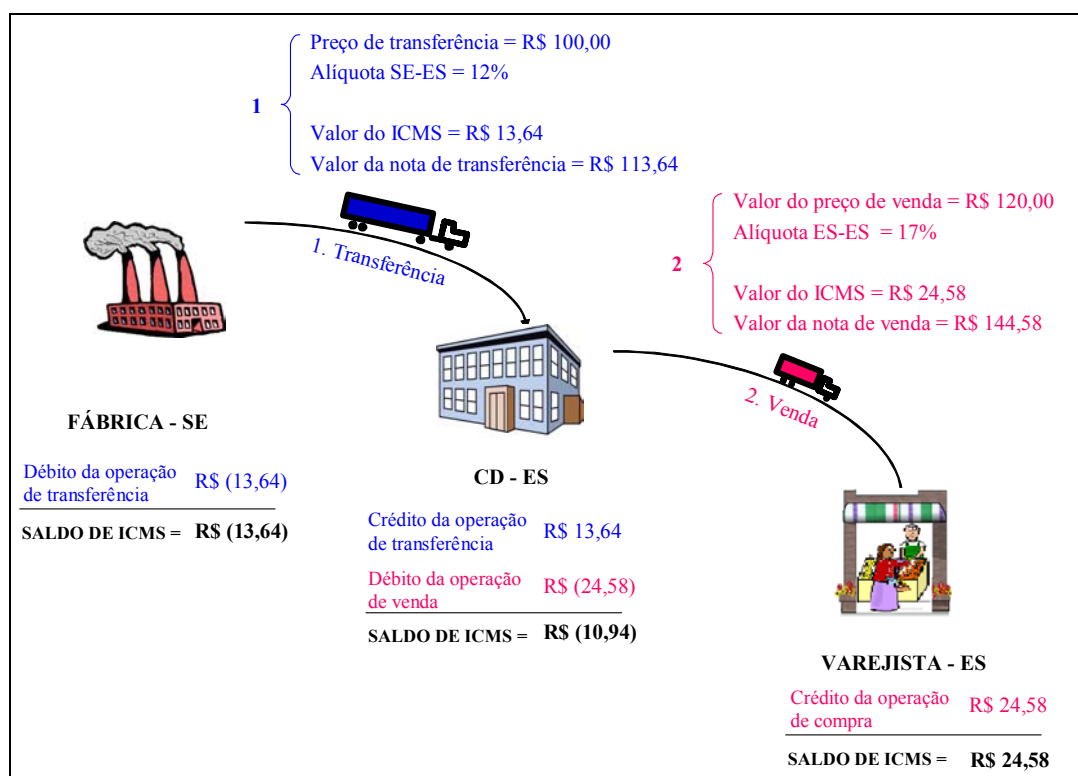 Preço de transferência = R$ 100,00
Alíquota SE-ES = 12%
1
Valor do ICMS = R$ 13,64
Valor da nota de transferência = R$ 113,64
1. Transferência
Valor do preço de venda = R$ 120,00
Alíquota ES-ES = 17%
2
Valor do ICMS = R$ 24,58
Valor da nota de venda = R$ 144,58
2. Venda
FÁBRICA - SE
Débito da operação
de transferência R$ (13,64)
SALDO DE ICMS = R$ (13,64)
CD - ES
Crédito da operação
de transferência R$ 13,64
Débito da operação
de venda R$ (24,58)
SALDO DE ICMS = R$ (10,94)
VAREJISTA - ES
Crédito da operação
de compra R$ 24,58
SALDO DE ICMS = R$ 24,58